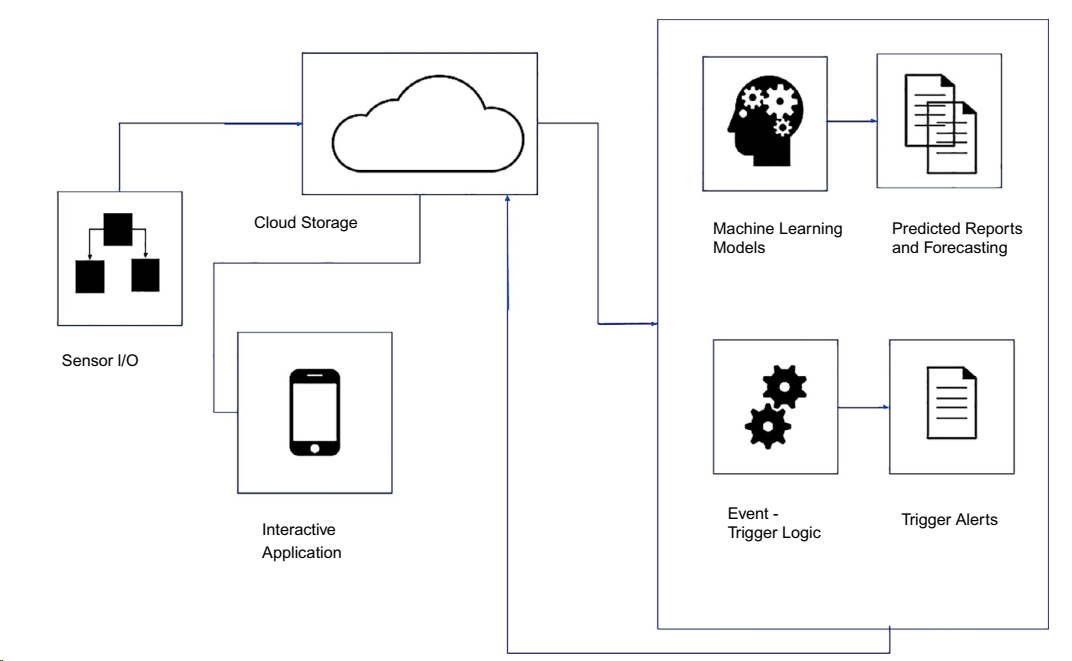 Cloud Storage
Machine Learning
Models
Predicted Reports
and Forecasting
Sensor I/O
Interactive
Application
Event -
Trigger Logic
Trigger Alerts